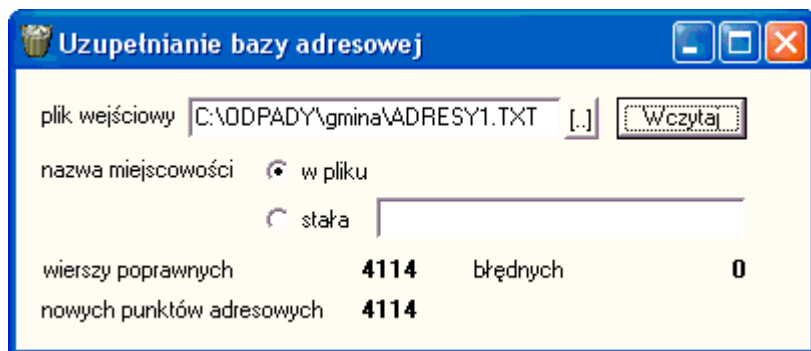 Uzupełnianie bazy adresowej
plik wejściowy C:\ODPADY\gmina\ADRESY1.TXT [..] Wczytaj
nazwa miejscowości w pliku
stała
wierszy poprawnych 4114 błędnych 0
nowych punktów adresowych 4114